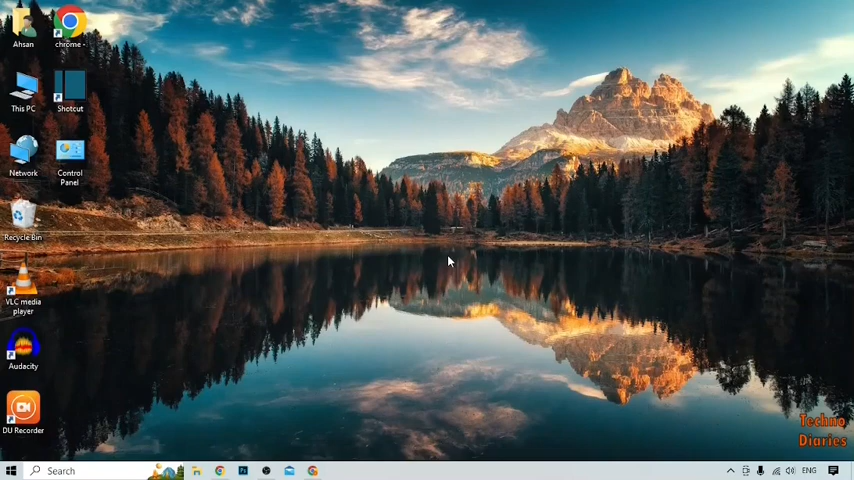 Ahsan
chrome -
This PC
Shotcut
Network
Control
Panel
Recycle Bin
VLC media
player
Audacity
DU Recorder
Techno
Diaries
Search
ENG